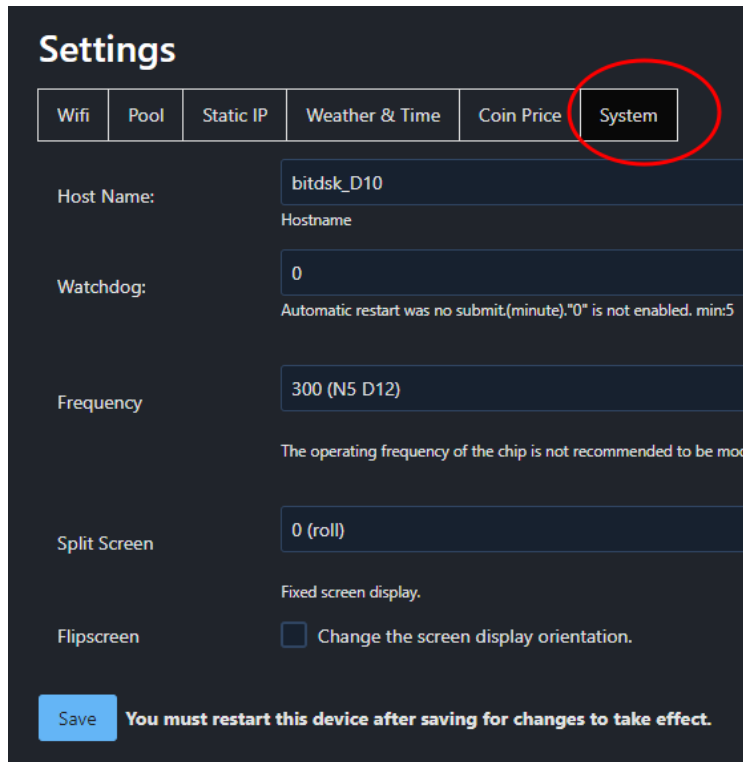 Settings
Wifi Pool Static IP Weather & Time Coin Price System
Host Name:
bitdsk_D10
Hostname
Watchdog:
0
Automatic restart was no submit.(minute)."0" is not enabled. min:5
Frequency
300 (N5 D12)
The operating frequency of the chip is not recommended to be
Split Screen
0 (roll)
Fixed screen display.
Flipscreen
Change the screen display orientation.
Save You must restart this device after saving for changes to take effect.